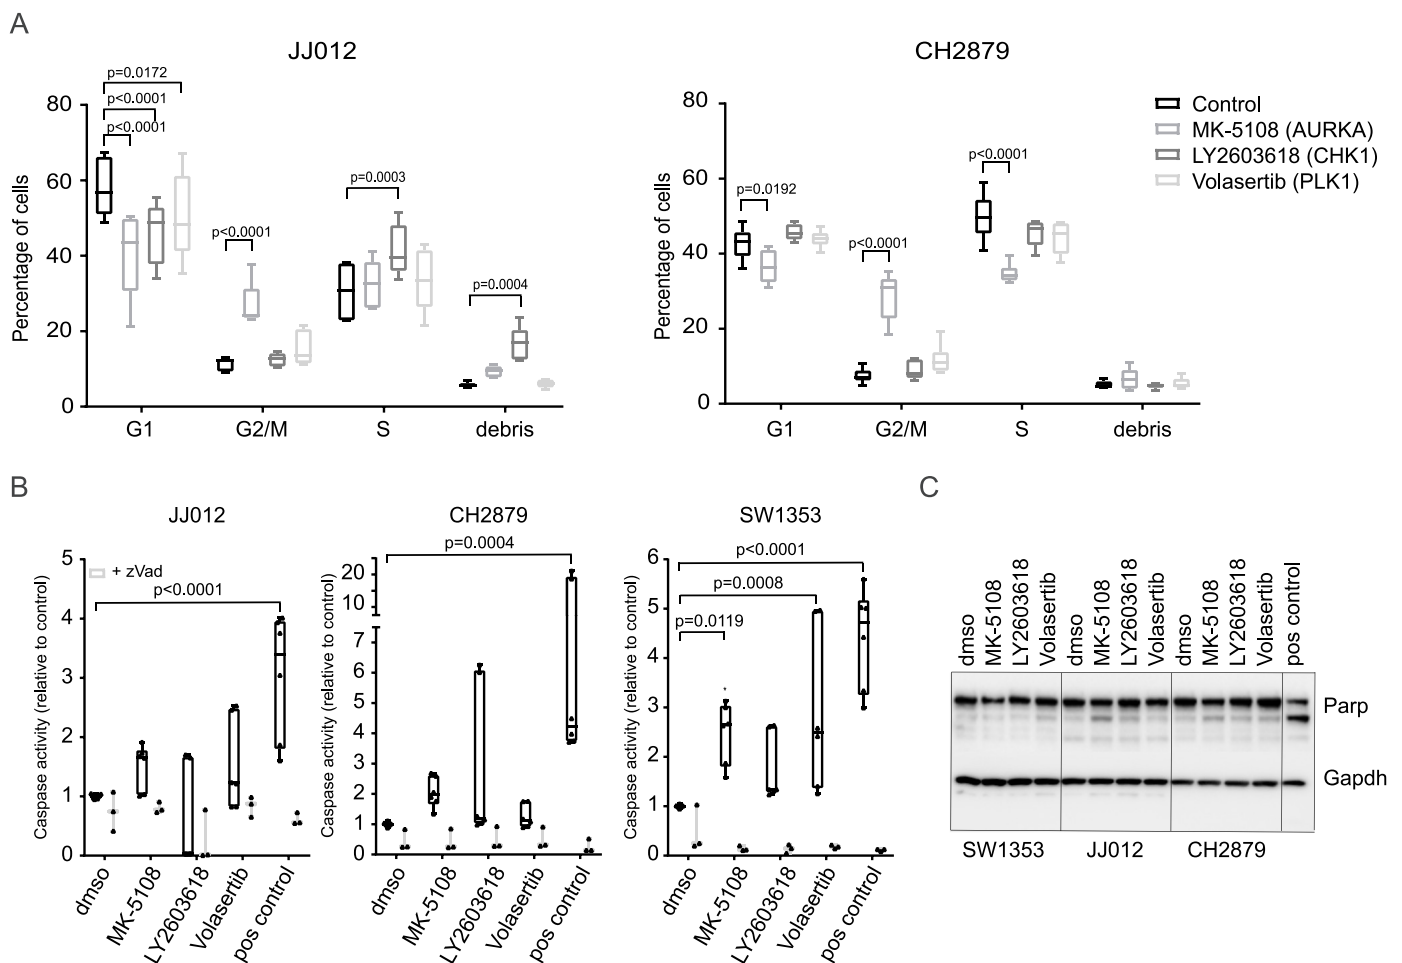 A
JJ012
CH2879
p=0.0172
p<0.0001
p<0.0001
p<0.0001
p=0.0003
p=0.0004
Percentage of cells
80
60
40
20
0
G1
G2/M
S
debris
p=0.0192
p<0.0001
p<0.0001
Percentage of cells
80
60
40
20
0
G1
G2/M
S
debris
Control
MK-5108 (AURKA)
LY2603618 (CHK1)
Volasertib (PLK1)
B
JJ012
+ zVad
p<0.0001
Caspase activity (relative to control)
5
4
3
2
1
0
dmso
MK-5108
LY2603618
Volasertib
pos control
CH2879
p=0.0004
Caspase activity (relative to control)
20
10
7
6
5
4
3
2
1
0
dmso
MK-5108
LY2603618
Volasertib
pos control
SW1353
p<0.0001
p=0.0008
p=0.0119
Caspase activity (relative to control)
6
5
4
3
2
1
0
dmso
MK-5108
LY2603618
Volasertib
pos control
C
dmso
MK-5108
LY2603618
Volasertib
dmso
MK-5108
LY2603618
Volasertib
dmso
MK-5108
LY2603618
Volasertib
pos control
Parp
Gapdh
SW1353
JJ012
CH2879